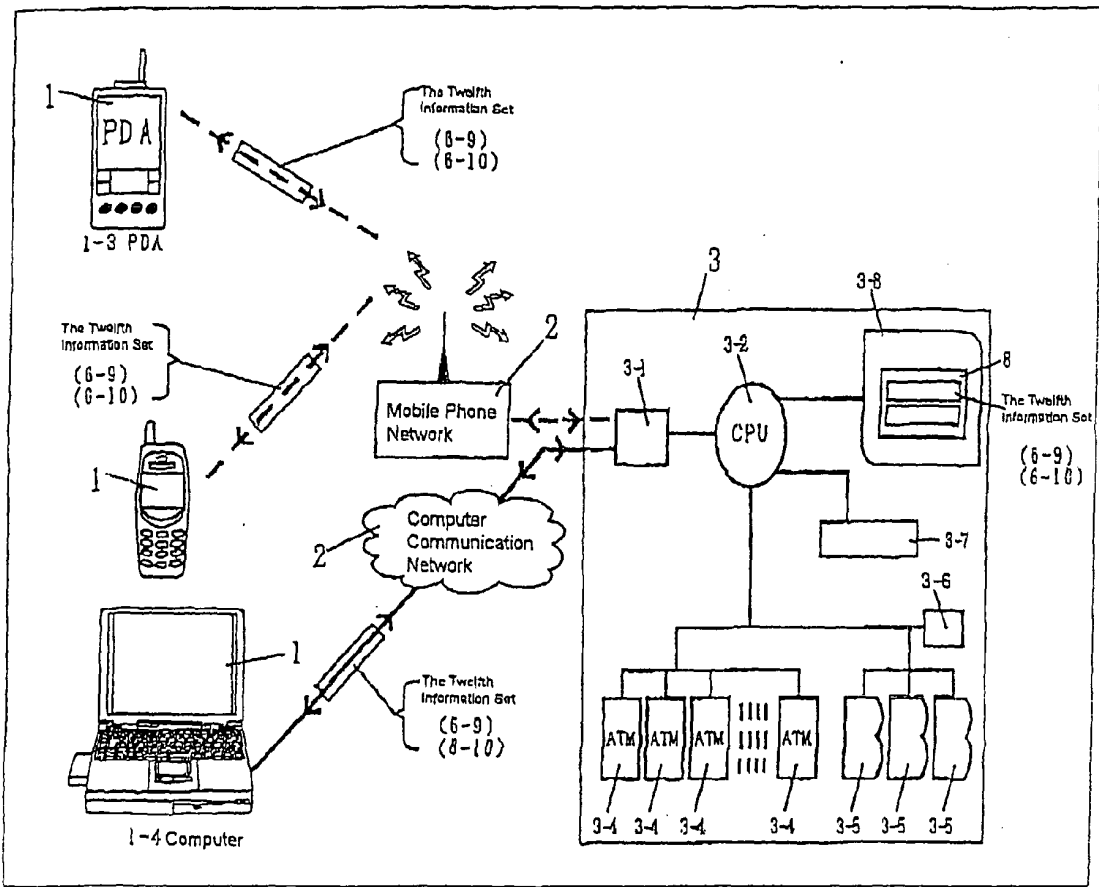 1
PDA
1-3 PDA
The Twelfth
Information Set
(6-9)
(6-10)
The Twelfth
Information Set
(6-9)
(6-10)
1
2
Mobile Phone
Network
2
Computer
Communication
Network
1
1-4 Computer
The Twelfth
Information Set
(6-9)
(8-10)
3
3-1
3-2
CPU
3-8
8
The Twelfth
Information Set
(6-9)
(6-10)
3-7
3-6
ATM
ATM
ATM
ATM
3-4
3-4
3-4
3-4
3-5
3-5
3-5